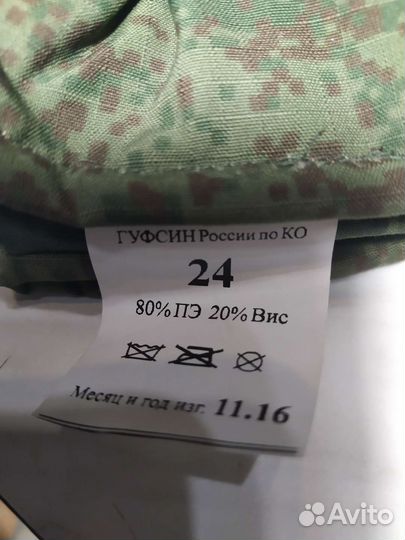 ГУФСИН России по КО
24
80% ПЭ 20% Вис
Месяц и год изг. 11.16
Avito